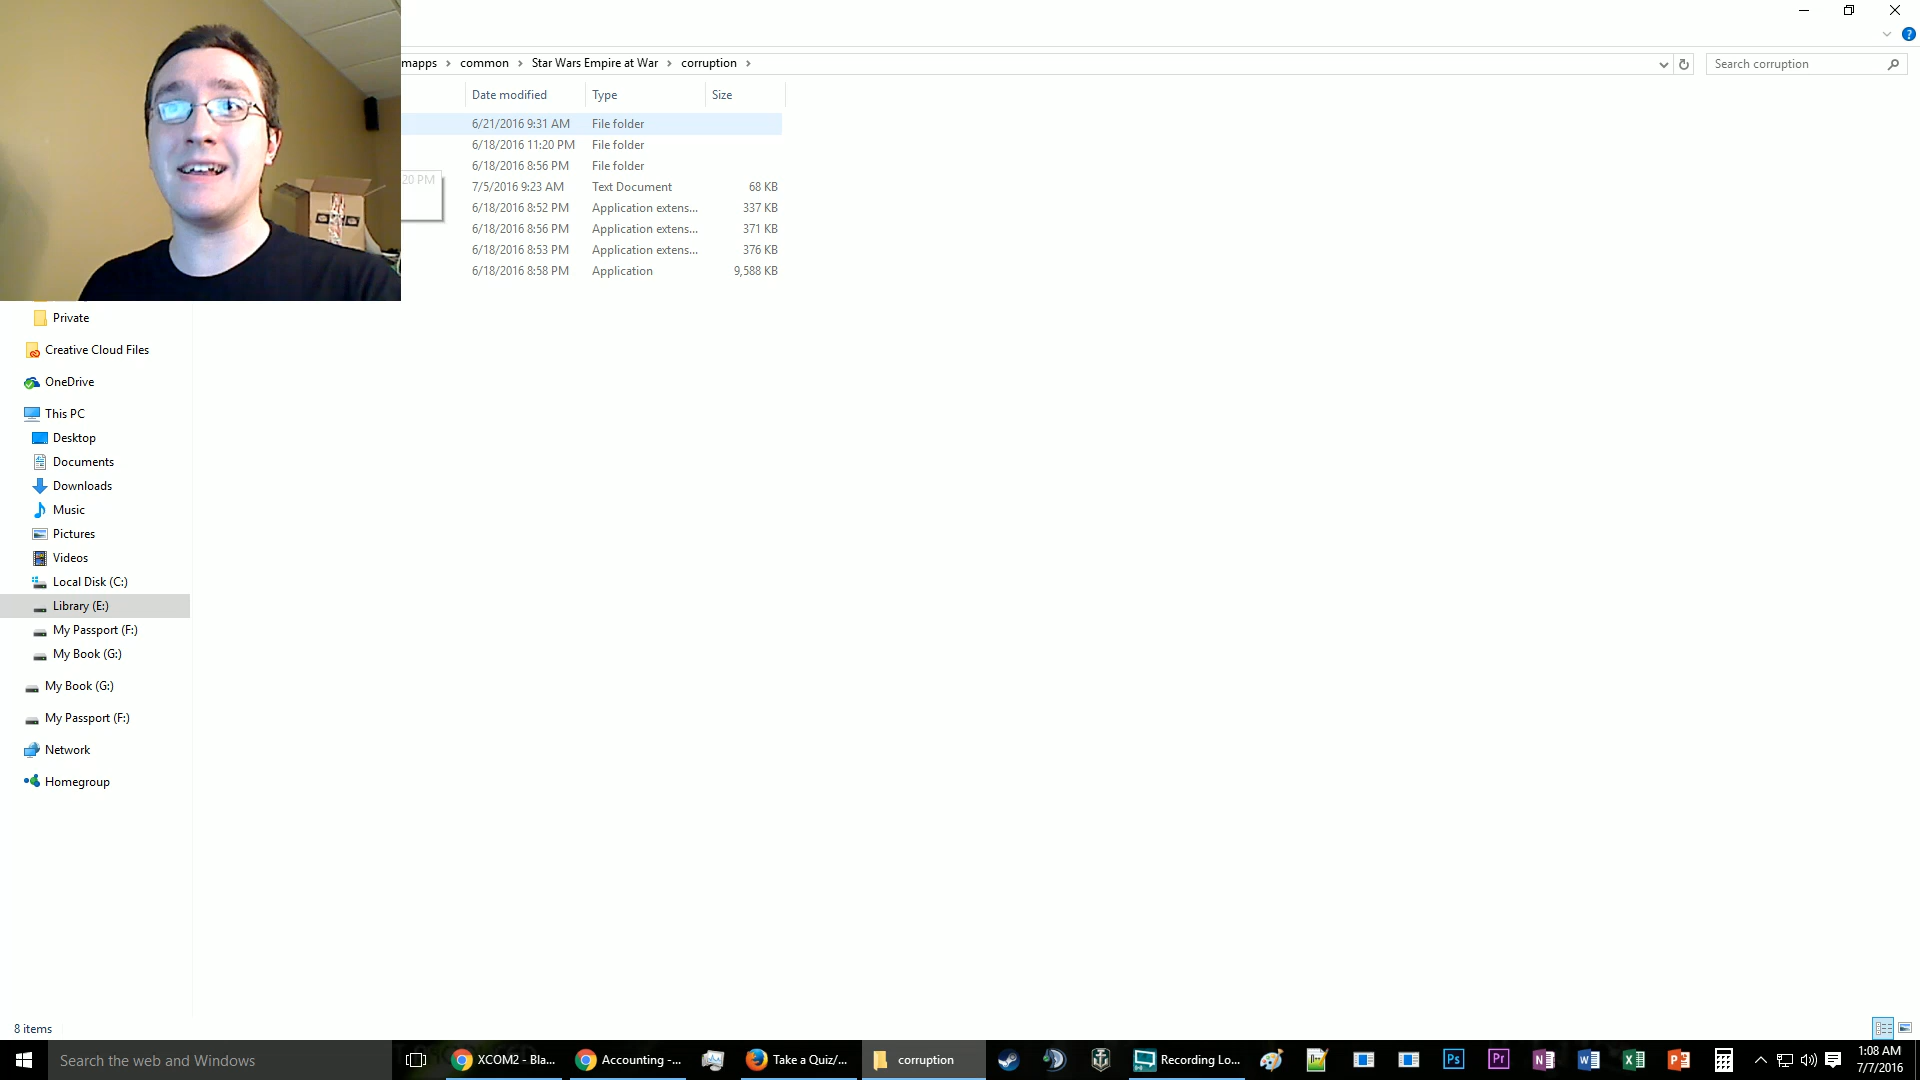 mapps > common > Star Wars Empire at War > corruption >
Search corruption
Date modified Type Size
6/21/2016 9:31 AM File folder
6/18/2016 11:20 PM File folder
6/18/2016 8:56 PM File folder
20 PM
7/5/2016 9:23 AM Text Document 68 KB
6/18/2016 8:52 PM Application extens... 337 KB
6/18/2016 8:56 PM Application extens... 371 KB
6/18/2016 8:53 PM Application extens... 376 KB
6/18/2016 8:58 PM Application 9,588 KB
Private
Creative Cloud Files
OneDrive
This PC
Desktop
Documents
Downloads
Music
Pictures
Videos
Local Disk (C:)
Library (E:)
My Passport (F:)
My Book (G:)
My Book (G:)
My Passport (F:)
Network
Homegroup
8 items
Search the web and Windows
XCOM2 - Bla...
Accounting -...
Take a Quiz/...
corruption
Recording Lo...
Ps
Pr
1:08 AM
7/7/2016